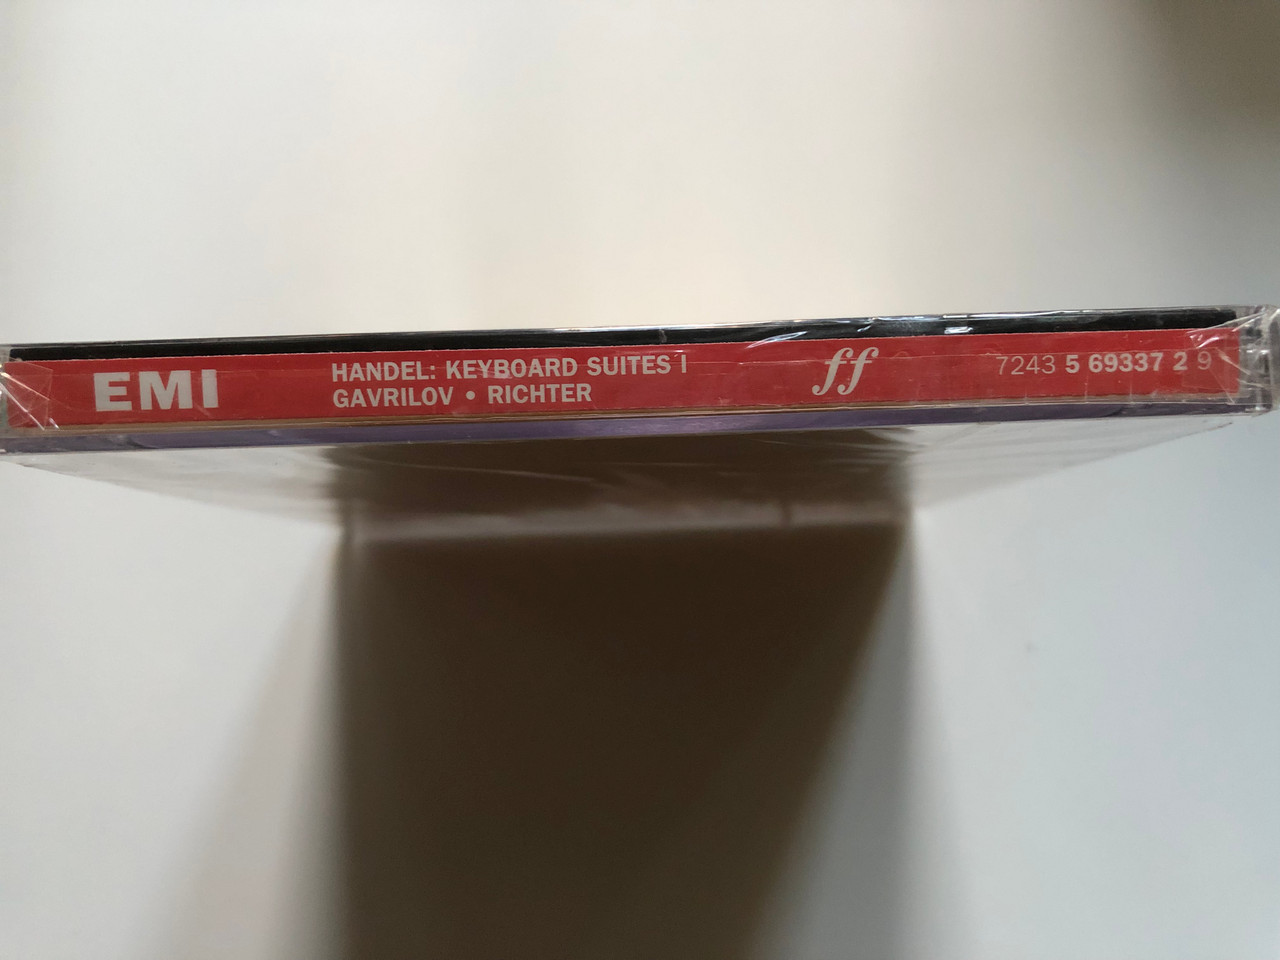 EMI
HANDEL: KEYBOARD SUITES I
GAVRILOV • RICHTER
ff
7243 5 69337 2 9